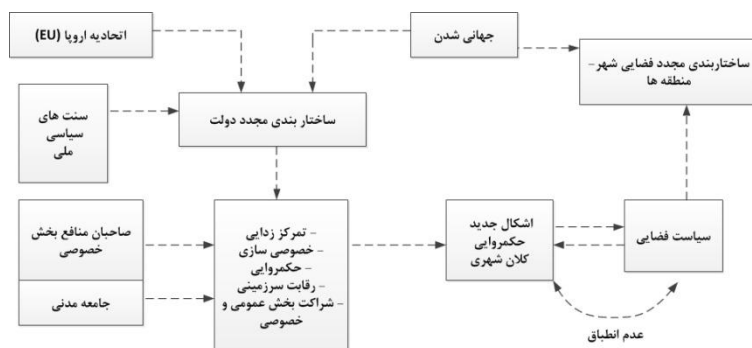 اتحادیه اروپا (EU)
جهانی شدن
ساختاربندی مجدد فضایی شهر –
منطقه ها
سنت های
سیاسی
ملی
ساختار بندی مجدد دولت
صاحبان منافع بخش
خصوصی
جامعه مدنی
– تمرکز زدایی
– خصوصی سازی
– حکمروایی
– رقابت سرزمینی
– شراکت بخش عمومی و
خصوصی
اشکال جدید
حکمروایی
کلان شهری
سیاست فضایی
عدم انطباق